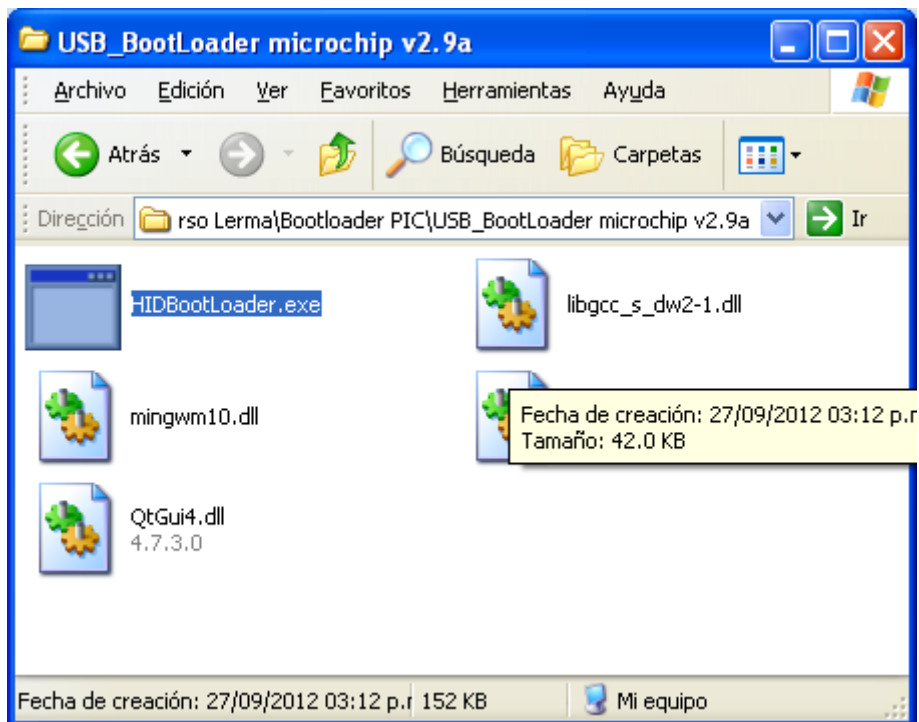 USB_BootLoader microchip v2.9a
Archivo Edición Ver Favoritos Herramientas Ayuda
Atrás Búsqueda Carpetas
Dirección rso Lerma\Bootloader PIC\USB_BootLoader microchip v2.9a Ir
HIDBootLoader.exe
libgcc_s_dw2-1.dll
mingwm10.dll
Fecha de creación: 27/09/2012 03:12 p.m
Tamaño: 42.0 KB
QtGui4.dll
4.7.3.0
Fecha de creación: 27/09/2012 03:12 p.m 152 KB Mi equipo